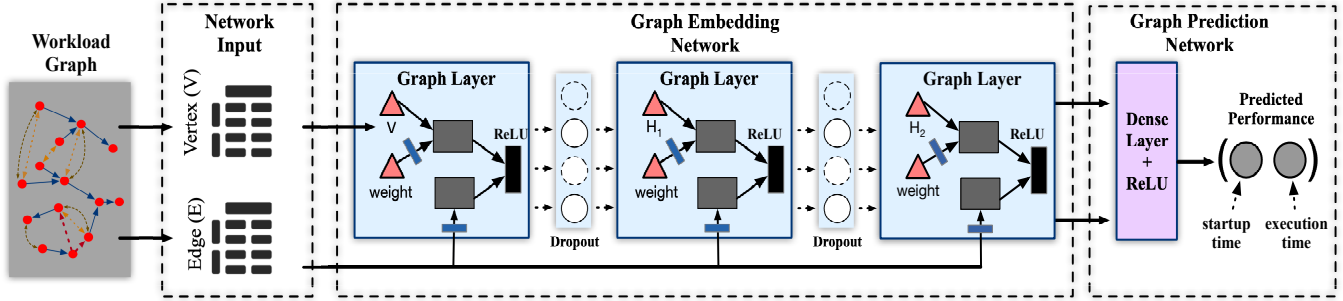 Workload
Graph
Network
Input
Vertex (V)
Edge (E)
Graph Embedding
Network
Graph Layer
V
weight
ReLU
Dropout
Graph Layer
H1
weight
ReLU
Dropout
Graph Layer
H2
weight
ReLU
Graph Prediction
Network
Dense
Layer
+
ReLU
Predicted
Performance
( )
startup
time
execution
time